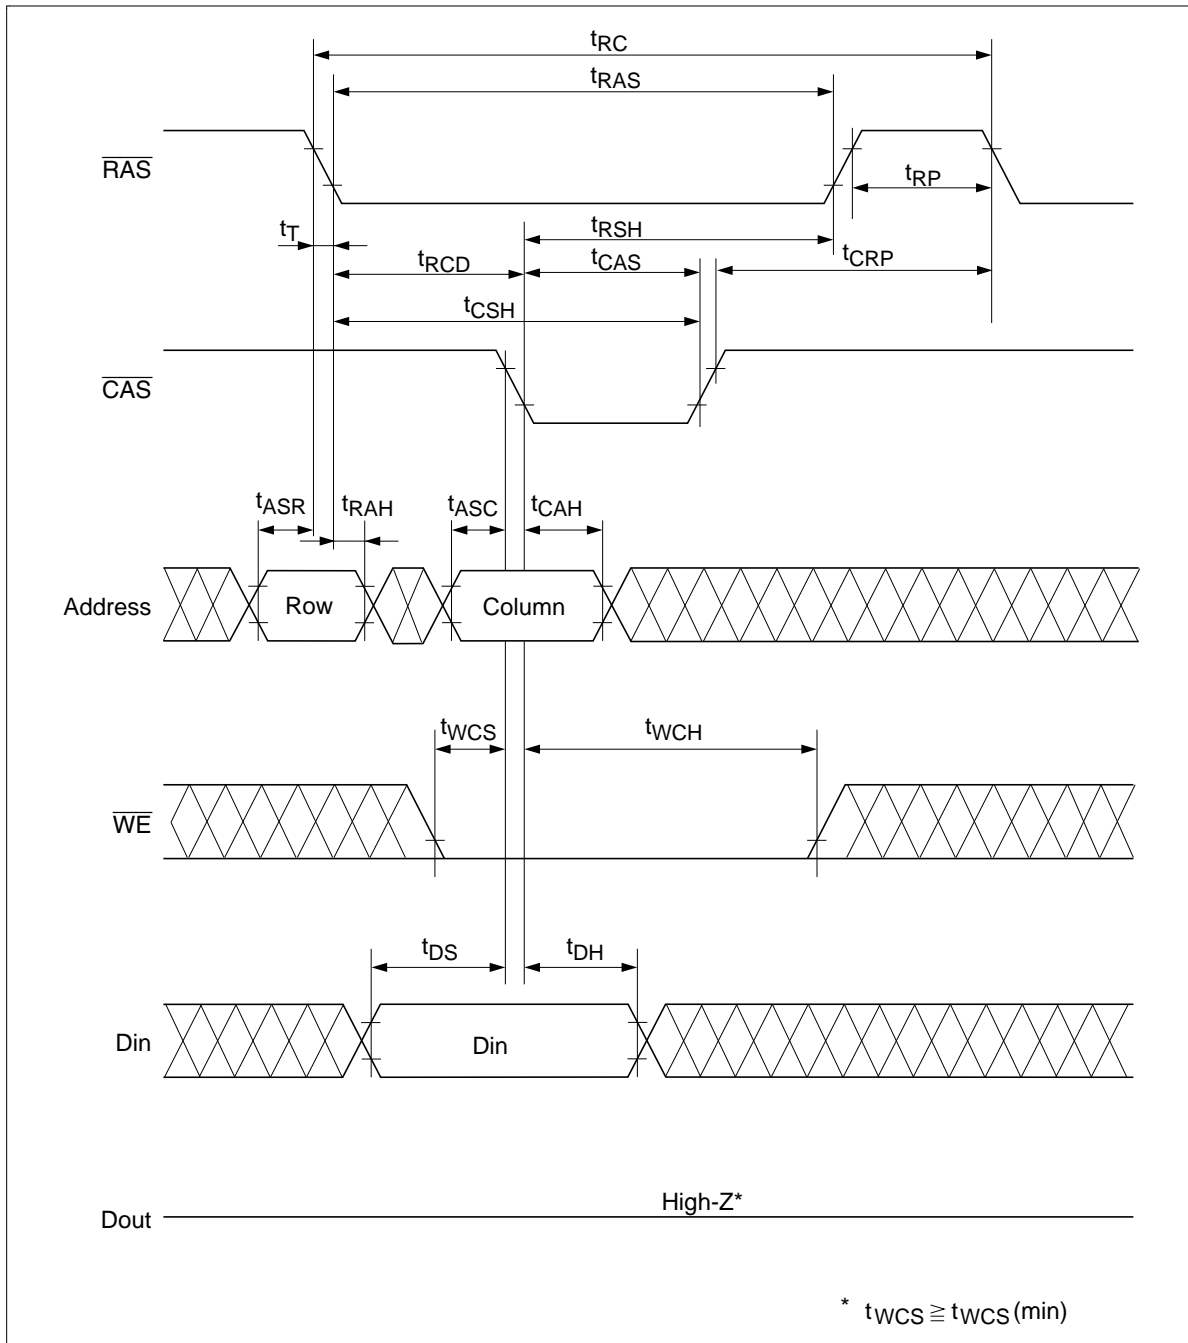 tRC
tRAS
RAS
tRP
tT
tRSH
tRCD
tCAS
tCRP
tCSH
CAS
tASR
tRAH
tASC
tCAH
Address
Row
Column
tWCS
tWCH
WE
tDS
tDH
Din
Din
High-Z*
Dout
* tWCS ≧ tWCS (min)